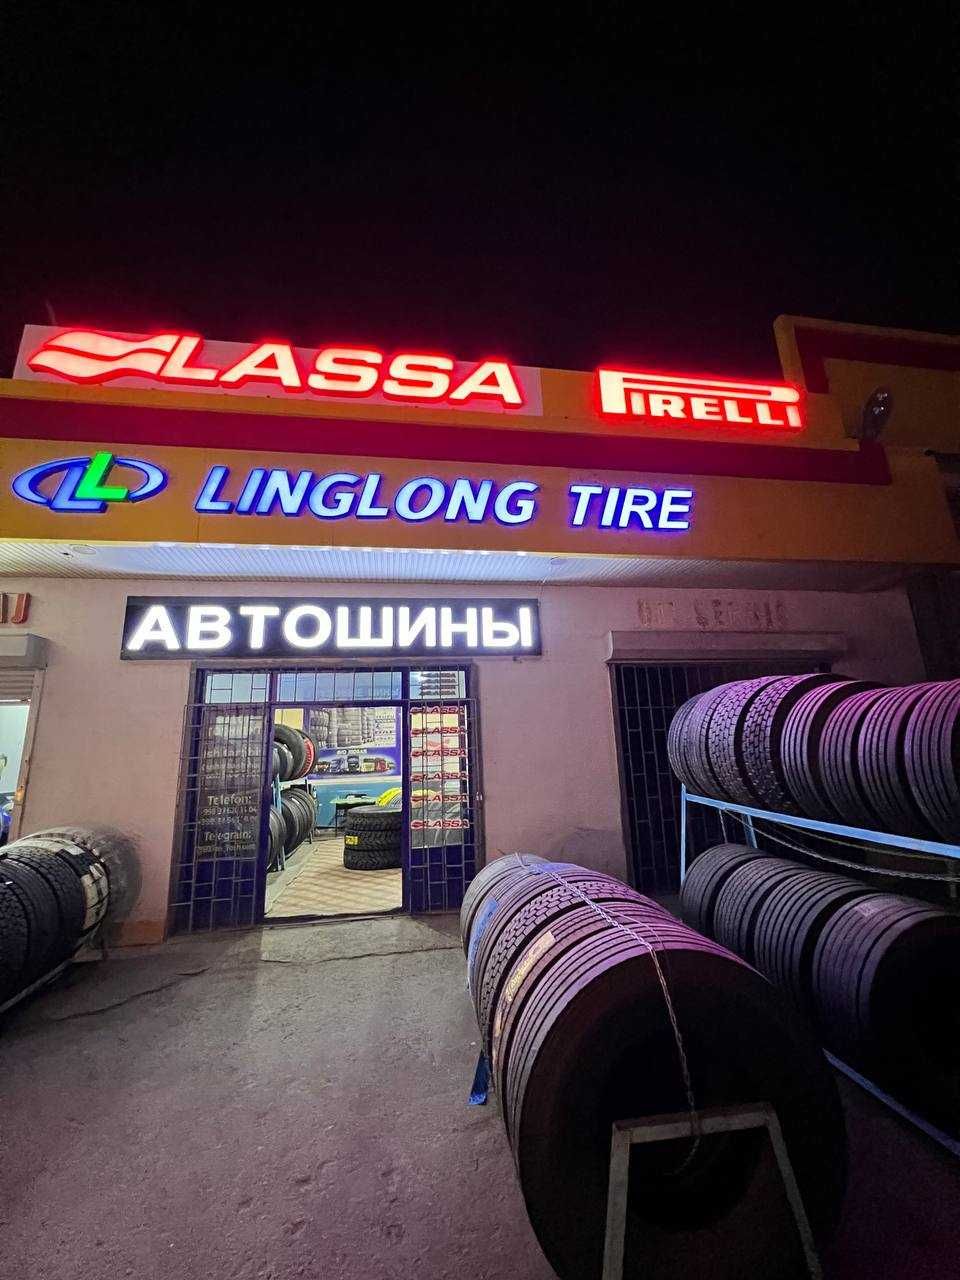 LASSA
PIRELLI
LINGLONG TIRE
АВТОШИНЫ
LASSA
LASSA
LASSA
LASSA
LASSA
LASSA
Telefon:
Telegram: